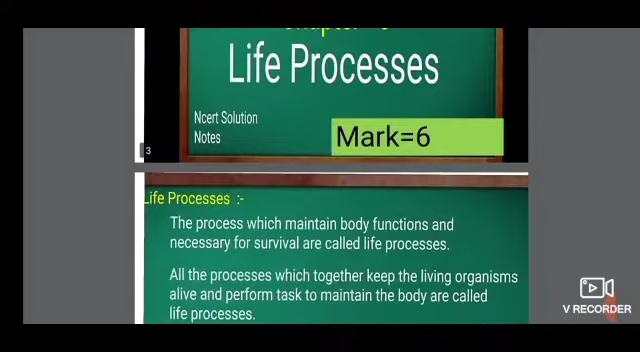 Life Processes
Ncert Solution
Notes
Mark=6
3
Life Processes :-
The process which maintain body functions and
necessary for survival are called life processes.
All the processes which together keep the living organisms
alive and perform task to maintain the body are called
life processes.
V RECORDER